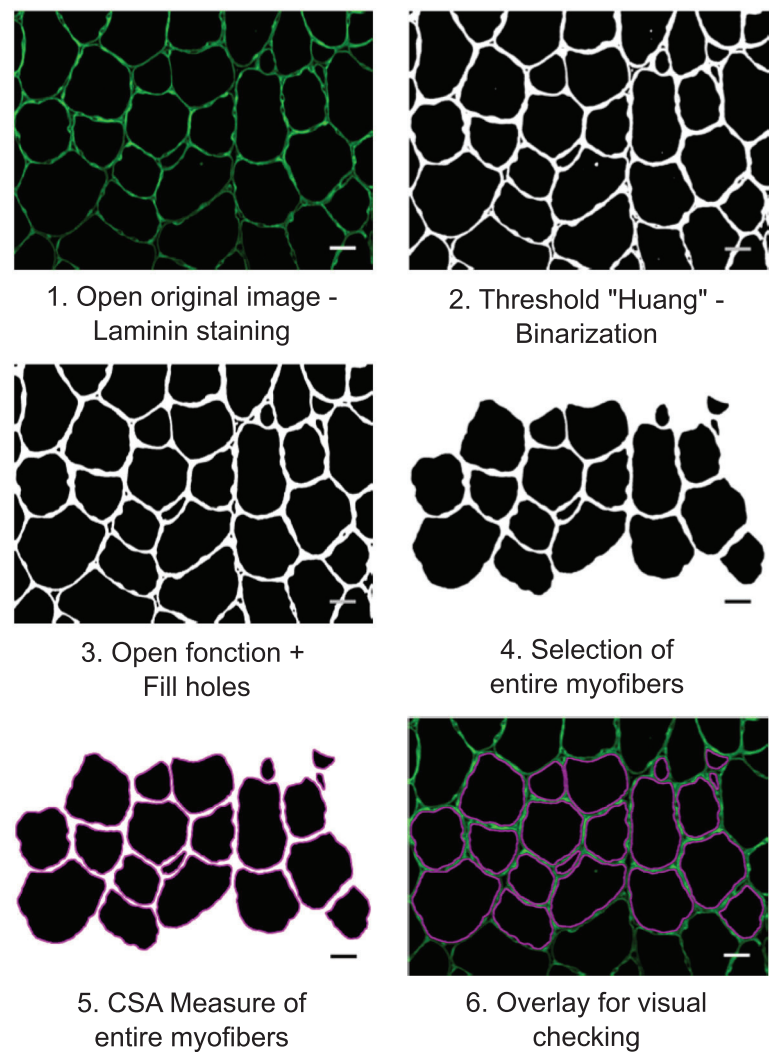 1. Open original image -
Laminin staining
2. Threshold "Huang" -
Binarization
3. Open fonction +
Fill holes
4. Selection of
entire myofibers
5. CSA Measure of
entire myofibers
6. Overlay for visual
checking